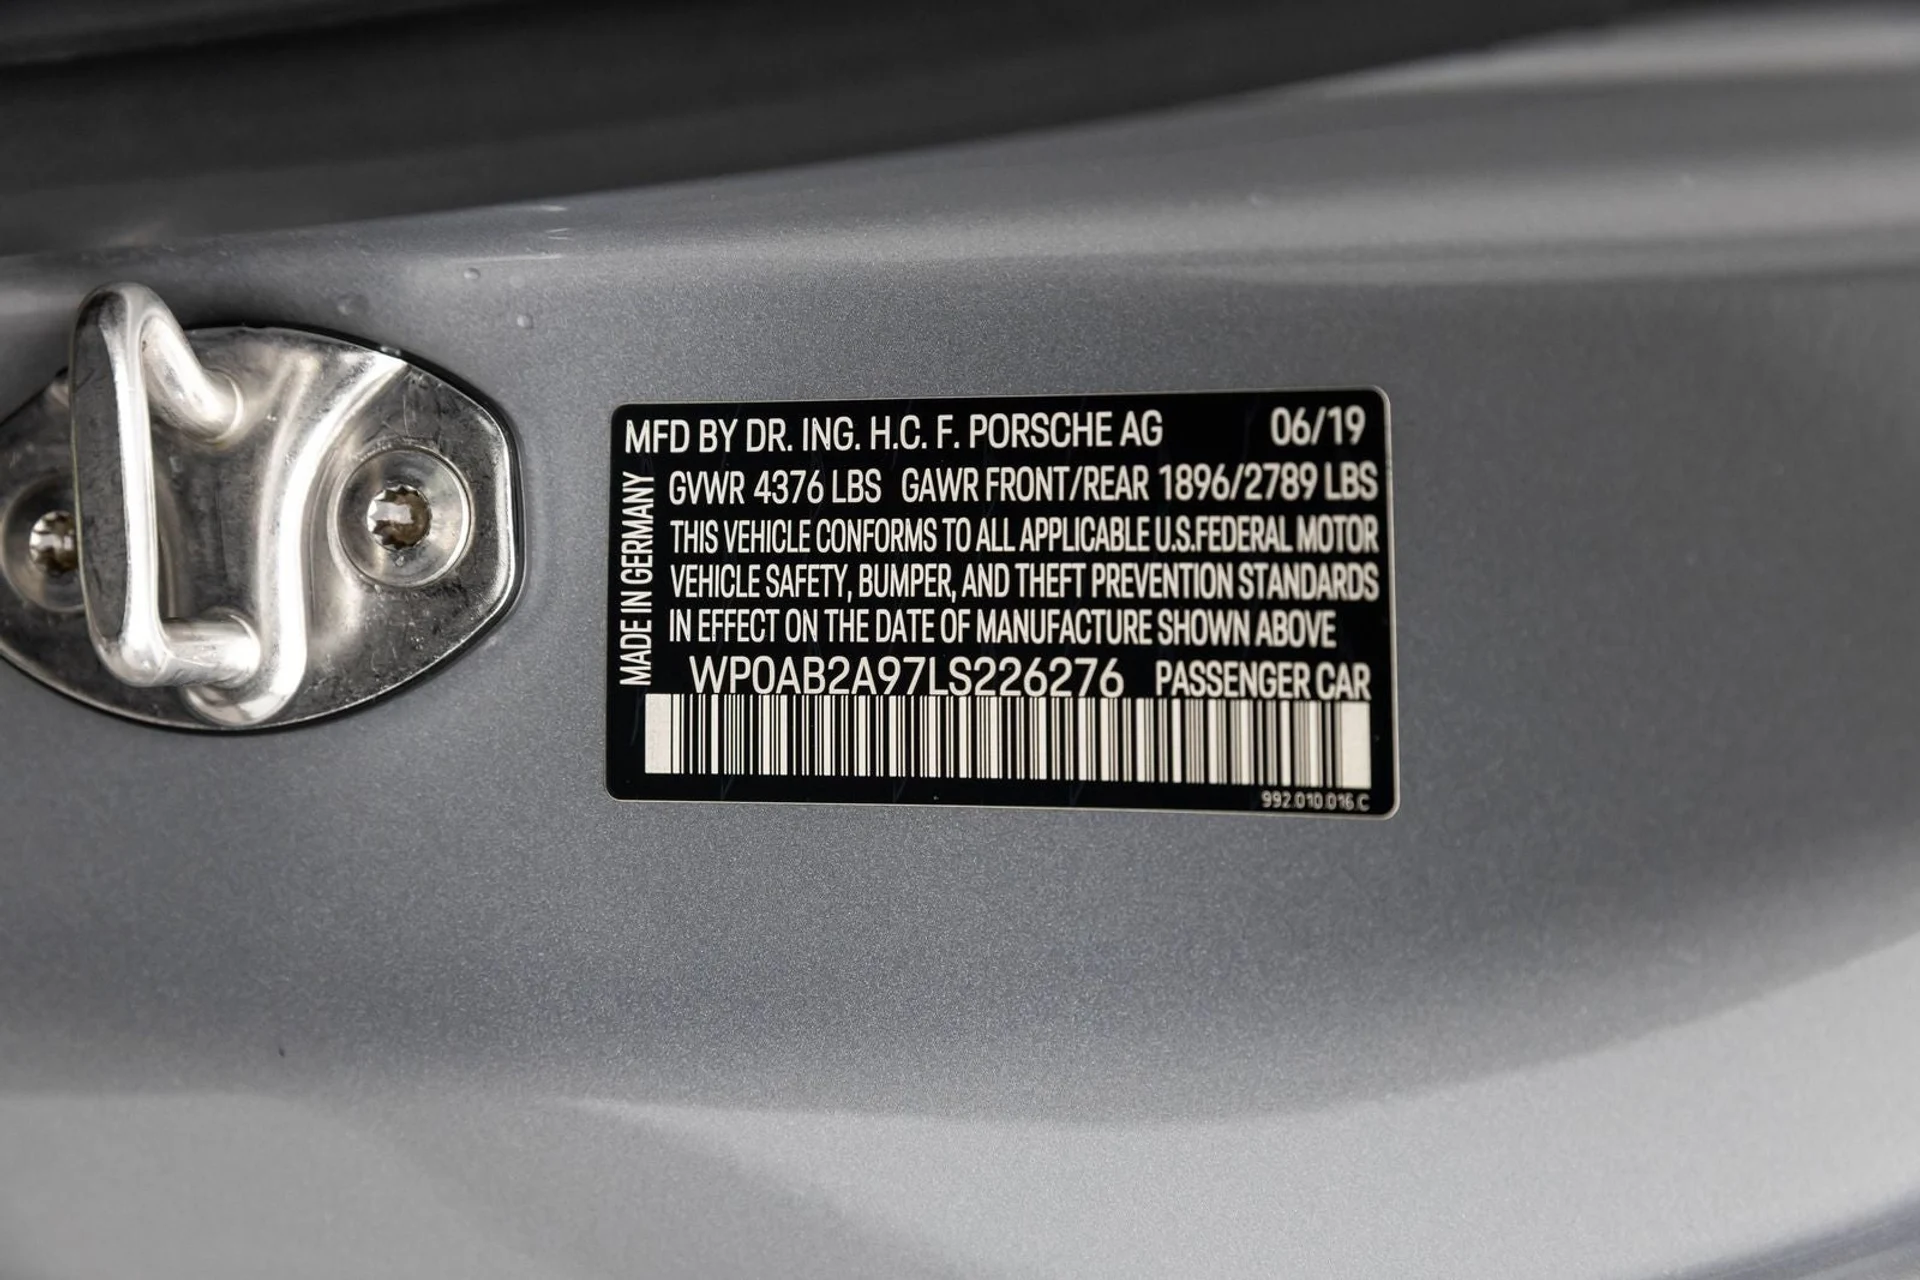 MFD BY DR. ING. H.C. F. PORSCHE AG 06/19
GVWR 4376 LBS GAWR FRONT/REAR 1896/2789 LBS
THIS VEHICLE CONFORMS TO ALL APPLICABLE U.S.FEDERAL MOTOR
VEHICLE SAFETY, BUMPER, AND THEFT PREVENTION STANDARDS
IN EFFECT ON THE DATE OF MANUFACTURE SHOWN ABOVE
WP0AB2A97LS226276 PASSENGER CAR
992.010.016.C
MADE IN GERMANY